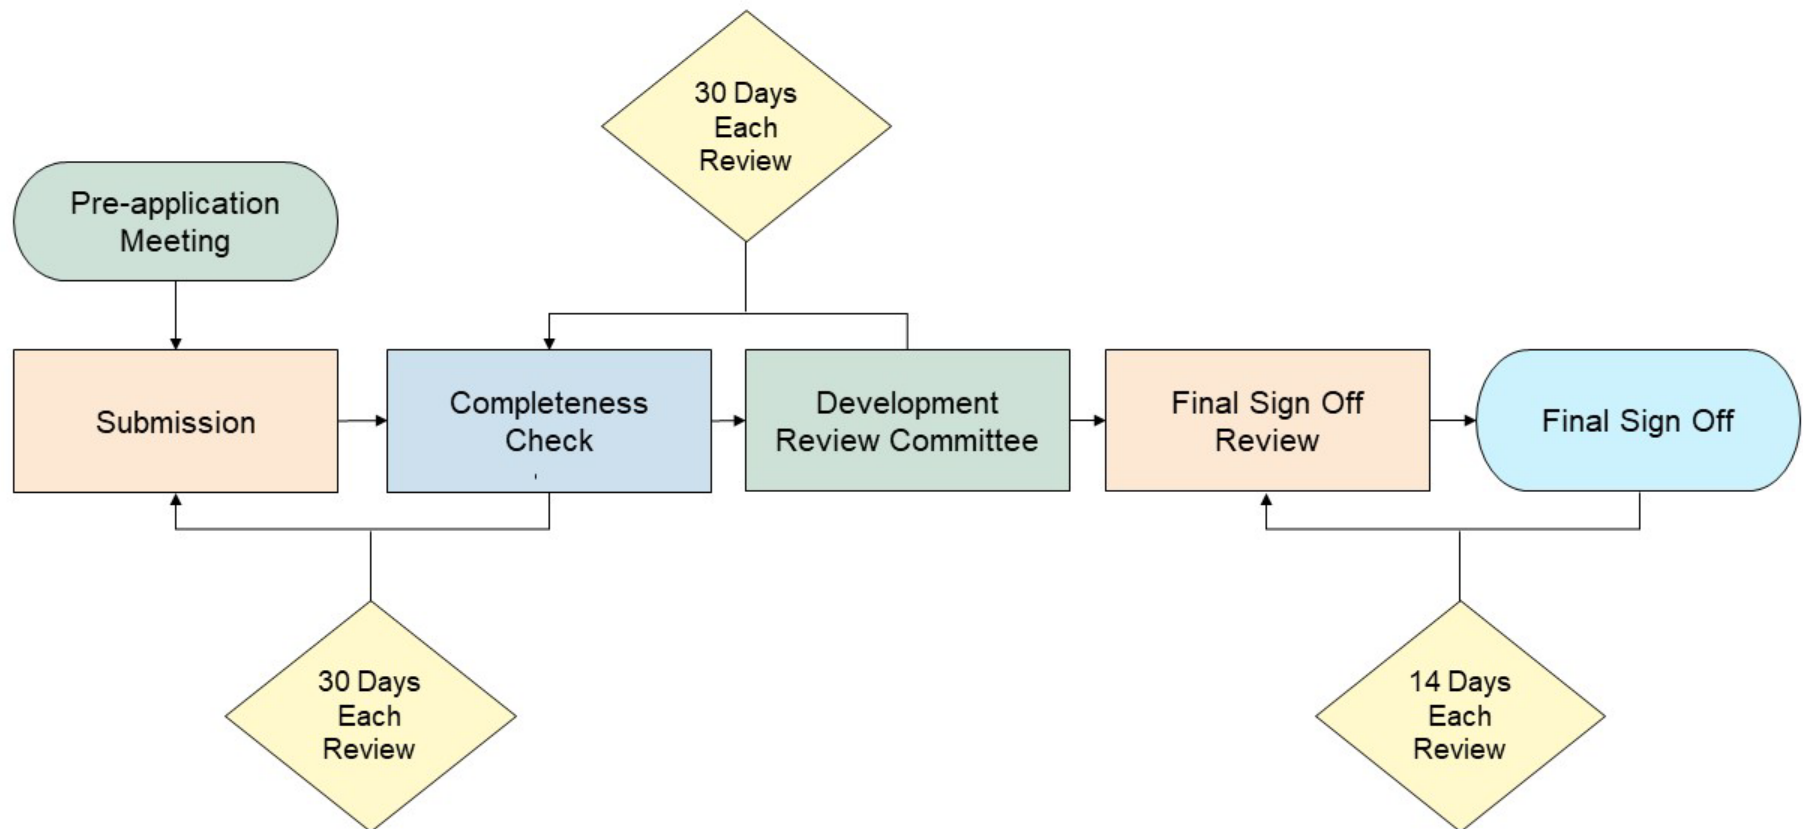 30 Days
Each
Review
Pre-application
Meeting
Submission
Completeness
Check
Development
Review Committee
Final Sign Off
Review
Final Sign Off
30 Days
Each
Review
14 Days
Each
Review